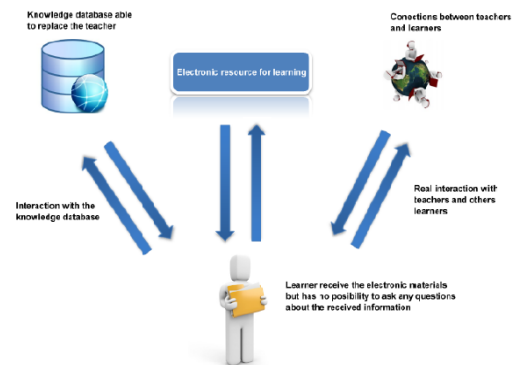 Knowledge database able
to replace the teacher
Electronic resource for learning
Conections between teachers
and learners
Interaction with the
knowledge database
Real interaction with
teachers and others
learners
Learner receive the electronic materials
but has no posibility to ask any questions
about the received information